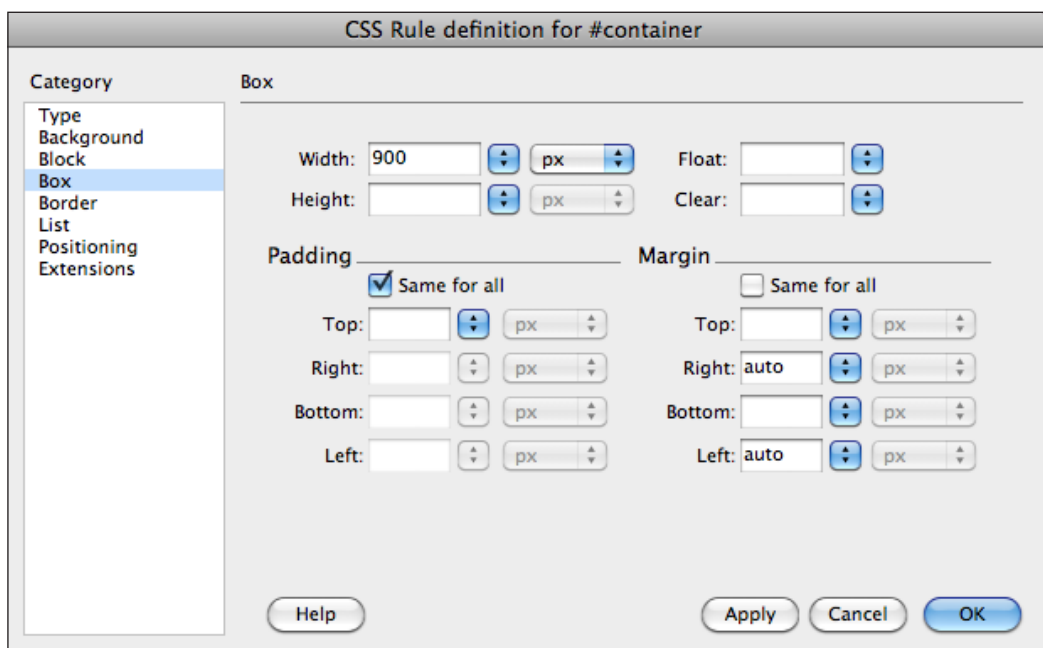 CSS Rule definition for #container
Category
Type
Background
Block
Box
Border
List
Positioning
Extensions
Box
Width: 900 px Float:
Height: px Clear:
Padding Margin
Same for all Same for all
Top: px Top: px
Right: px Right: auto px
Bottom: px Bottom: px
Left: px Left: auto px
Help Apply Cancel OK